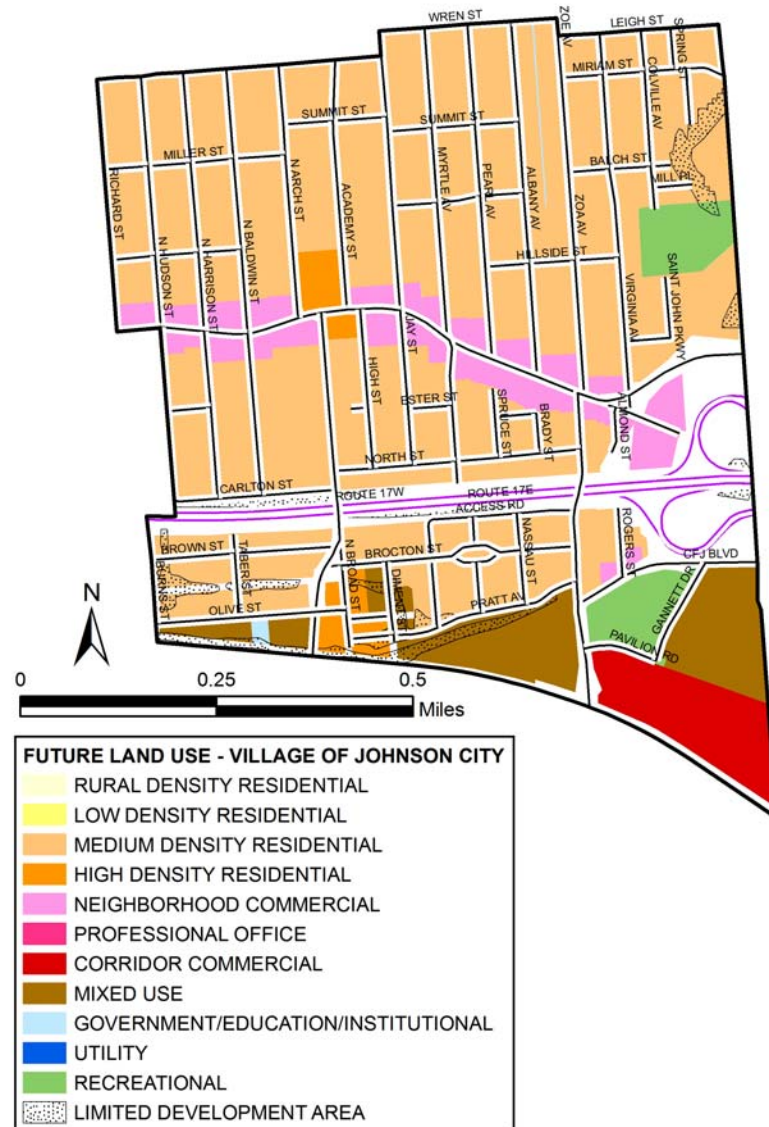 WREN ST
ZOE AV
LEIGH ST
SPRING ST
MIRIAM ST
COLVILLE AV
SUMMIT ST
SUMMIT ST
MILLER ST
BALCH ST
MILL PL
RICHARD ST
N ARCH ST
ACADEMY ST
MYRTLE AV
PEARL AV
ALBANY AV
ZOA AV
N HUDSON ST
N HARRISON ST
N BALDWIN ST
HILLSIDE ST
VIRGINIA AV
SAINT JOHN PKWY
JAY ST
HIGH ST
ESTER ST
SPRUCE ST
BRADY ST
ALMOND ST
NORTH ST
CARLTON ST
ROUTE 17W
ROUTE 17E
ACCESS RD
BROWN ST
TABER ST
BURNS ST
N BROAD ST
BROCTON ST
NASSAU ST
ROGERS ST
CFJ BLVD
DIMENT ST
PRATT AV
OLIVE ST
GANNETT DR
PAVILION RD
N
0 0.25 0.5
Miles
FUTURE LAND USE - VILLAGE OF JOHNSON CITY
RURAL DENSITY RESIDENTIAL
LOW DENSITY RESIDENTIAL
MEDIUM DENSITY RESIDENTIAL
HIGH DENSITY RESIDENTIAL
NEIGHBORHOOD COMMERCIAL
PROFESSIONAL OFFICE
CORRIDOR COMMERCIAL
MIXED USE
GOVERNMENT/EDUCATION/INSTITUTIONAL
UTILITY
RECREATIONAL
LIMITED DEVELOPMENT AREA